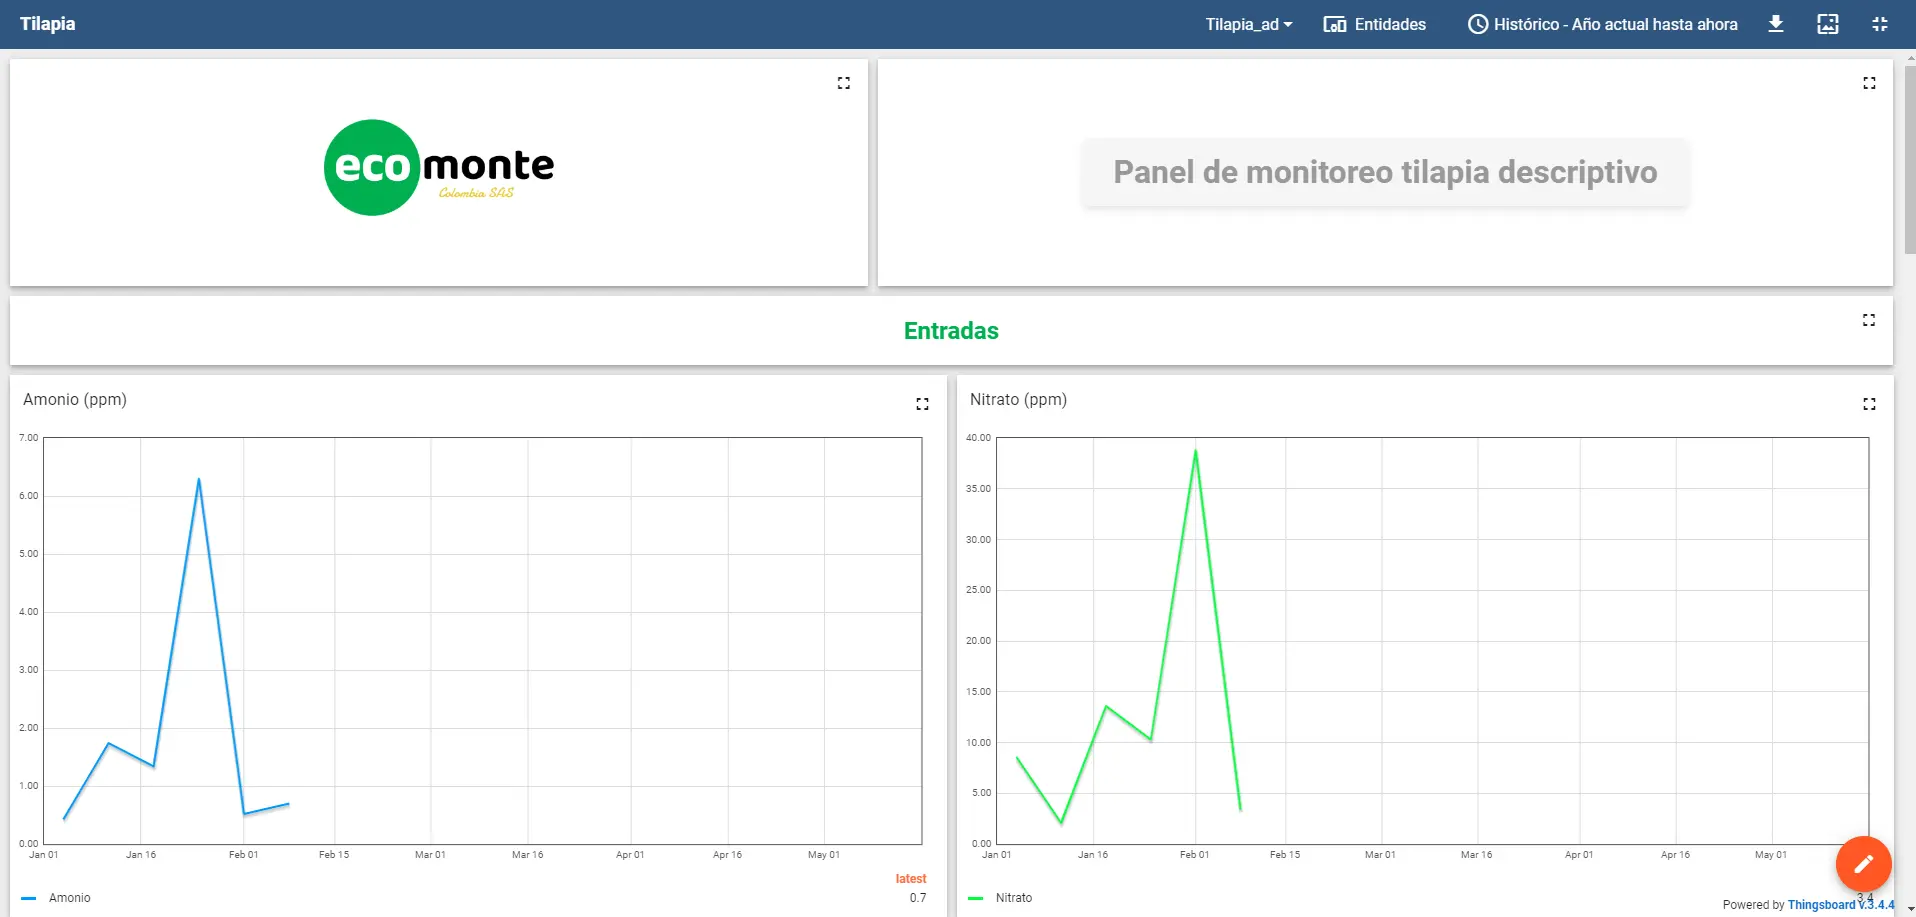 Tilapia
Tilapia_ad
Entidades
Histórico - Año actual hasta ahora
eco monte
Colombia SAS
Panel de monitoreo tilapia descriptivo
Entradas
Amonio (ppm)
7.00
6.00
5.00
4.00
3.00
2.00
1.00
0.00
Jan 01 Jan 16 Feb 01 Feb 15 Mar 01 Mar 16 Apr 01 Apr 16 May 01
latest
Amonio 0.7
Nitrato (ppm)
40.00
35.00
30.00
25.00
20.00
15.00
10.00
5.00
0.00
Jan 01 Jan 16 Feb 01 Feb 15 Mar 01 Mar 16 Apr 01 Apr 16 May 01
Nitrato 3.4
Powered by Thingsboard v.3.4.4